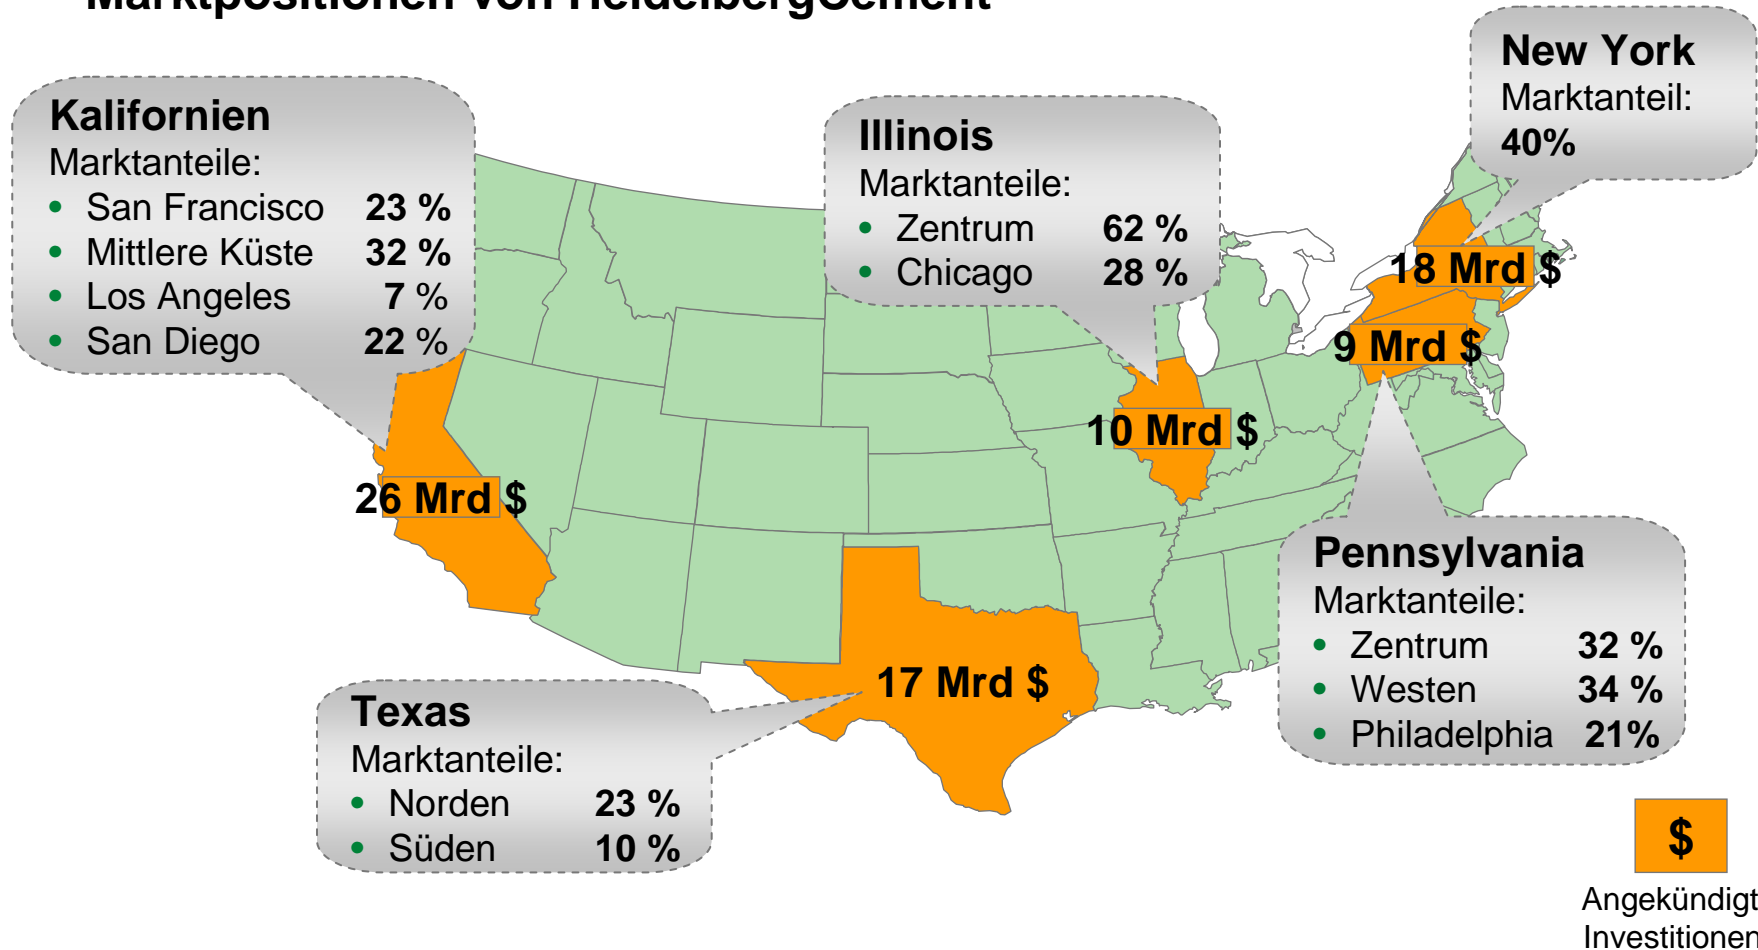 Marktpositionen von HeidelbergCement
Kalifornien
Marktanteile:
• San Francisco 23 %
• Mittlere Küste 32 %
• Los Angeles 7 %
• San Diego 22 %
Illinois
Marktanteile:
• Zentrum 62 %
• Chicago 28 %
New York
Marktanteil:
40%
18 Mrd $
9 Mrd $
10 Mrd $
26 Mrd $
17 Mrd $
Pennsylvania
Marktanteile:
• Zentrum 32 %
• Westen 34 %
• Philadelphia 21%
Texas
Marktanteile:
• Norden 23 %
• Süden 10 %
$
Angekündigt
Investitionen